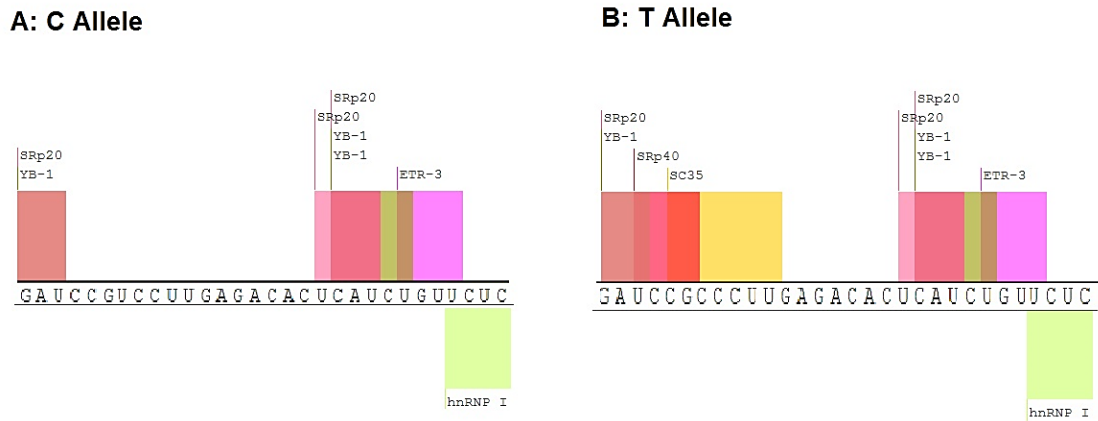 A: C Allele
SRp20
SRp20
YB-1
YB-1
SRp20
YB-1
ETR-3
GAUCCGUCCUUGAGACACUCAUCUGUUCUC
hnRNP I
B: T Allele
SRp20
SRp20
SRp20
YB-1
YB-1
YB-1
SRp40
SC35
ETR-3
GAUCCGCCCUUGAGACACUCAUCUGUUCUC
hnRNP I